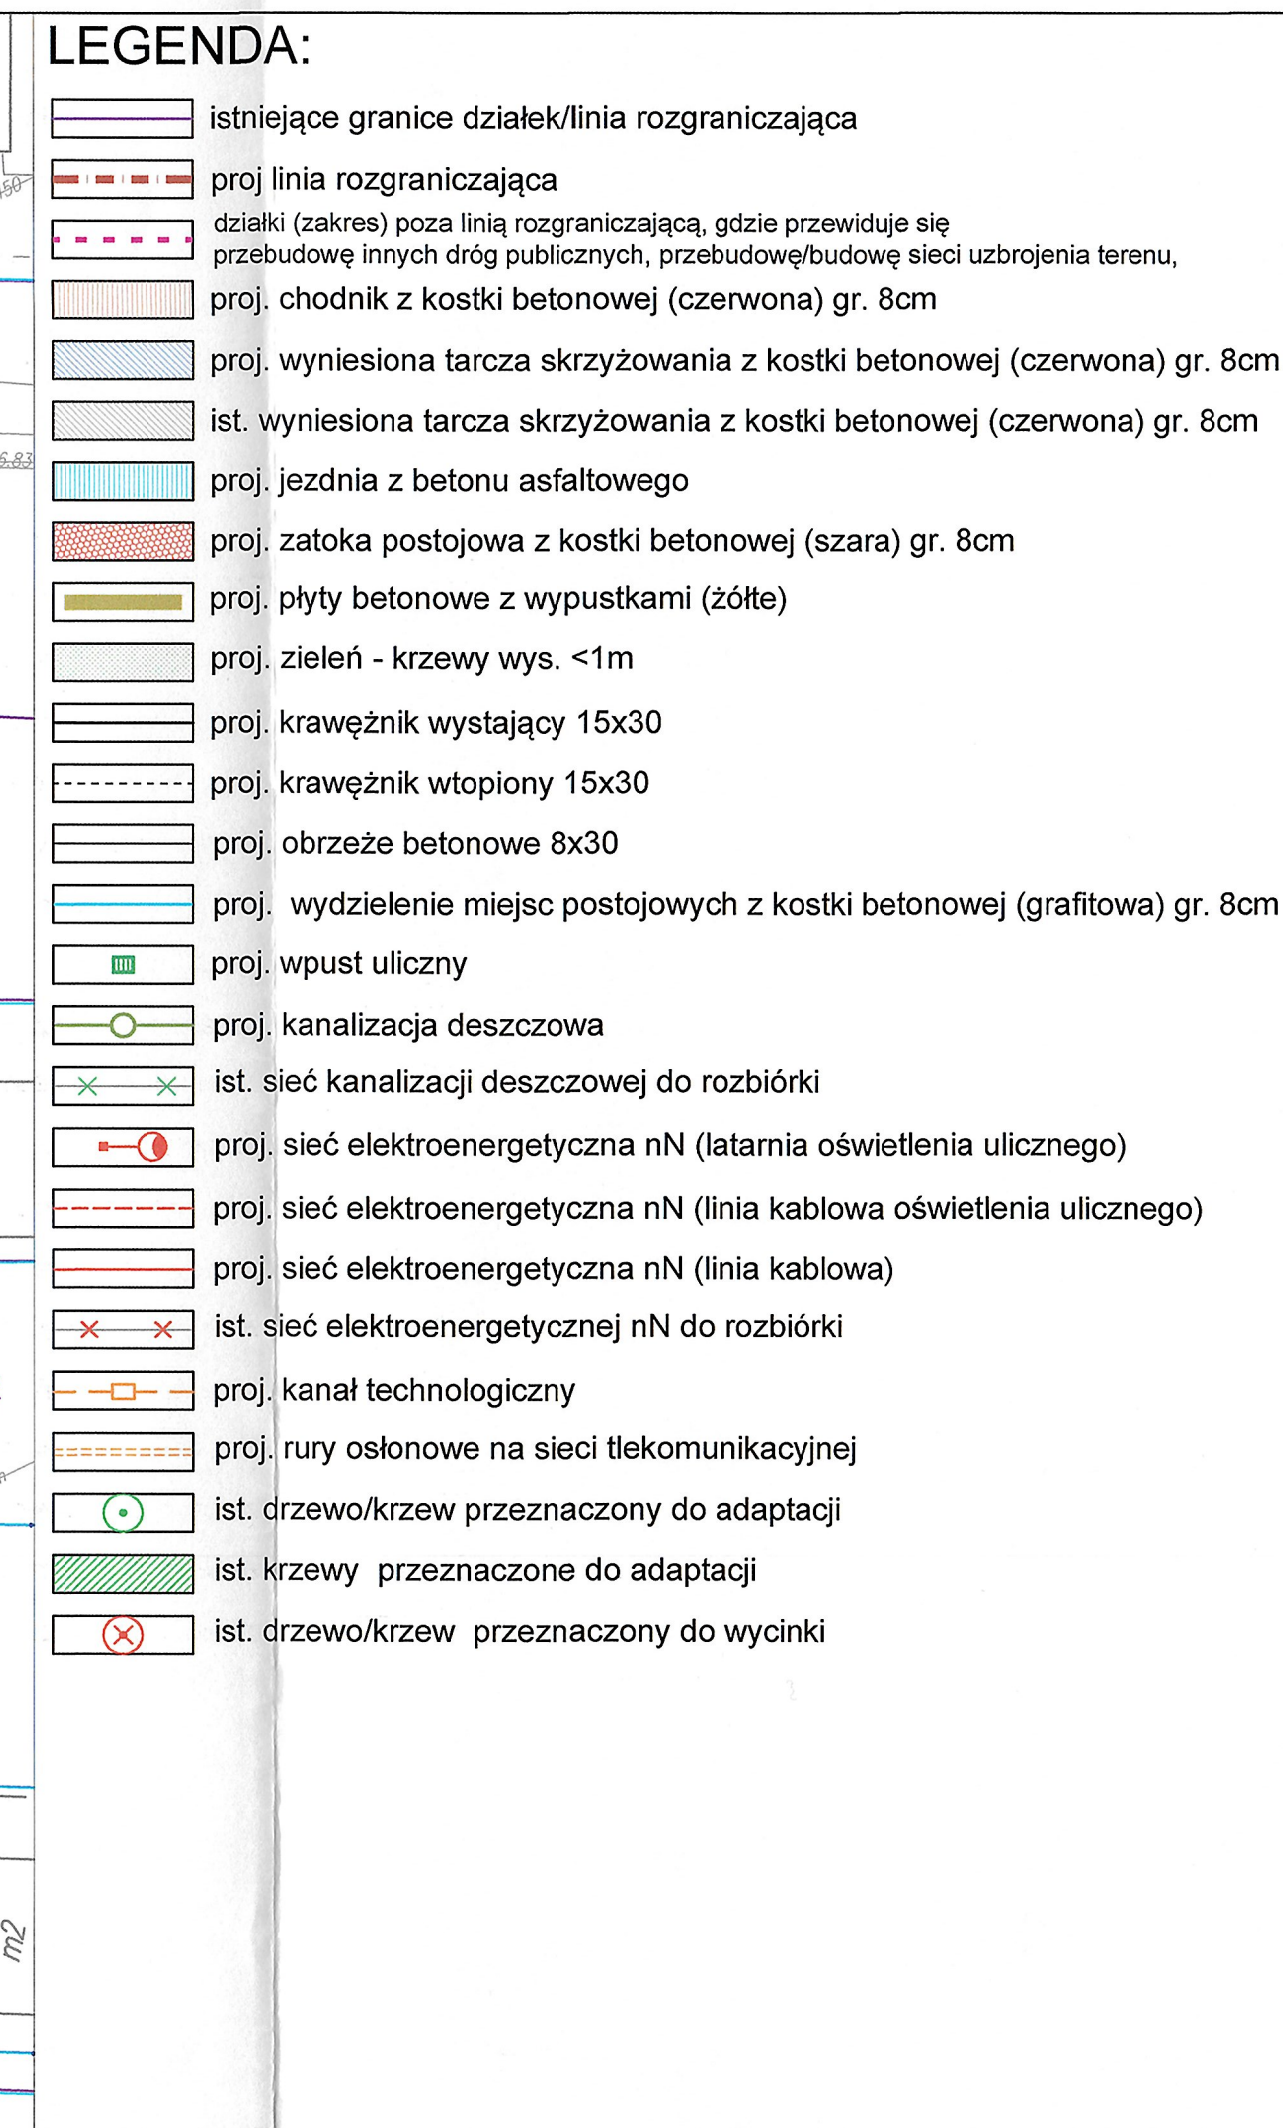 LEGENDA:
istniejące granice działek/linia rozgraniczająca
proj linia rozgraniczająca
działki (zakres) poza linią rozgraniczającą, gdzie przewiduje się
przebudowę innych dróg publicznych, przebudowę/budowę sieci uzbrojenia terenu,
proj. chodnik z kostki betonowej (czerwona) gr. 8cm
proj. wyniesiona tarcza skrzyżowania z kostki betonowej (czerwona) gr. 8cm
ist. wyniesiona tarcza skrzyżowania z kostki betonowej (czerwona) gr. 8cm
proj. jezdnia z betonu asfaltowego
proj. zatoka postojowa z kostki betonowej (szara) gr. 8cm
proj. płyty betonowe z wypustkami (żółte)
proj. zieleń - krzewy wys. <1m
proj. krawężnik wystający 15x30
proj. krawężnik wtopiony 15x30
proj. obrzeże betonowe 8x30
proj. wydzielenie miejsc postojowych z kostki betonowej (grafitowa) gr. 8cm
proj. wpust uliczny
proj. kanalizacja deszczowa
ist. sieć kanalizacji deszczowej do rozbiórki
proj. sieć elektroenergetyczna nN (latarnia oświetlenia ulicznego)
proj. sieć elektroenergetyczna nN (linia kablowa oświetlenia ulicznego)
proj. sieć elektroenergetyczna nN (linia kablowa)
ist. sieć elektroenergetycznej nN do rozbiórki
proj. kanał technologiczny
proj. rury osłonowe na sieci tlekomunikacyjnej
ist. drzewo/krzew przeznaczony do adaptacji
ist. krzewy przeznaczone do adaptacji
ist. drzewo/krzew przeznaczony do wycinki
6.83
m2